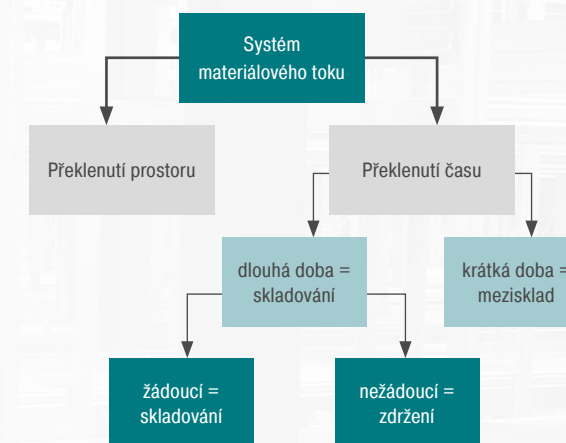 Systém
materiálového toku
Překlenutí prostoru
Překlenutí času
dlouhá doba =
skladování
krátká doba =
mezisklad
žádoucí =
skladování
nežádoucí =
zdržení